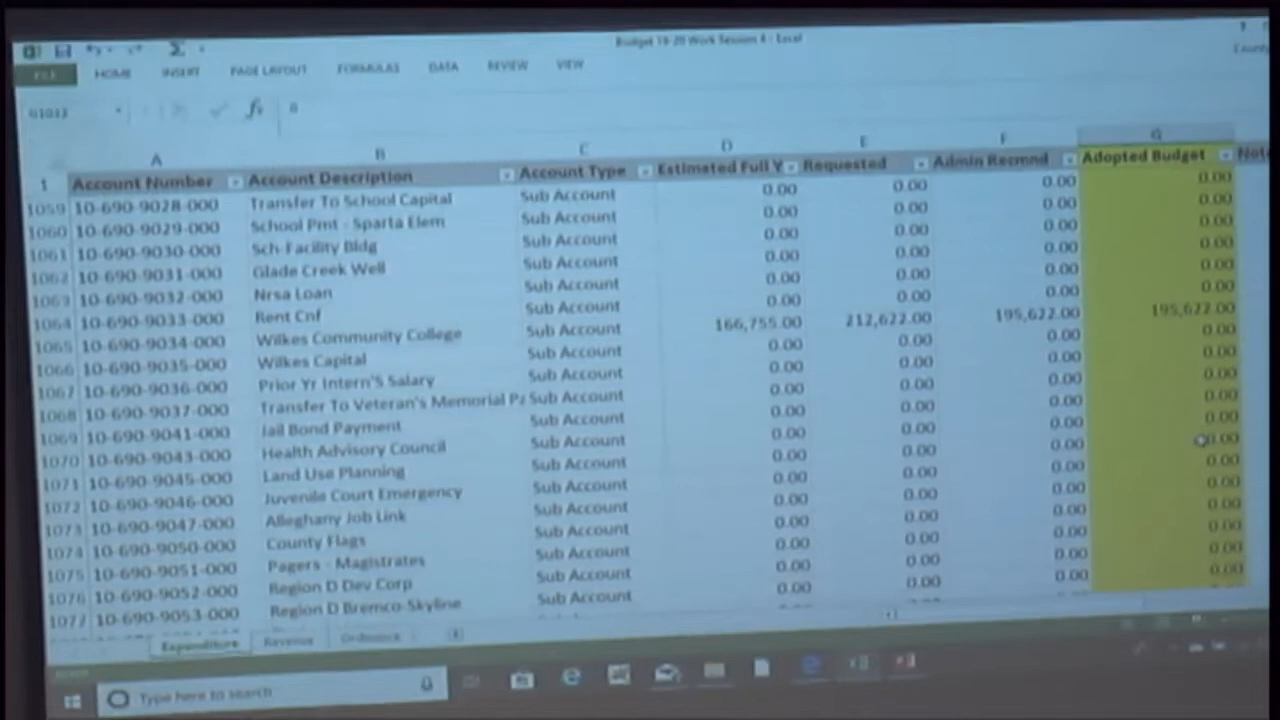 Budget 19-20 Work Session 4 - Excel
FILE HOME INSERT PAGE LAYOUT FORMULAS DATA REVIEW VIEW
G1033 fx 0
A B C D E F G
1 Account Number Account Description Account Type Estimated Full Y Requested Admin Recmnd Adopted Budget Note
1059 10-690-9028-000 Transfer To School Capital Sub Account 0.00 0.00 0.00 0.00
1060 10-690-9029-000 School Pmt - Sparta Elem Sub Account 0.00 0.00 0.00 0.00
1061 10-690-9030-000 Sch-Facility Bldg Sub Account 0.00 0.00 0.00 0.00
1062 10-690-9031-000 Glade Creek Well Sub Account 0.00 0.00 0.00 0.00
1063 10-690-9032-000 Nrsa Loan Sub Account 0.00 0.00 0.00 0.00
1064 10-690-9033-000 Rent Cnf Sub Account 0.00 0.00 0.00 0.00
1065 10-690-9034-000 Wilkes Community College Sub Account 166,755.00 212,622.00 195,622.00 195,622.00
1066 10-690-9035-000 Wilkes Capital Sub Account 0.00 0.00 0.00 0.00
1067 10-690-9036-000 Prior Yr Intern'S Salary Sub Account 0.00 0.00 0.00 0.00
1068 10-690-9037-000 Transfer To Veteran's Memorial Pa Sub Account 0.00 0.00 0.00 0.00
1069 10-690-9041-000 Jail Bond Payment Sub Account 0.00 0.00 0.00 0.00
1070 10-690-9043-000 Health Advisory Council Sub Account 0.00 0.00 0.00 0.00
1071 10-690-9045-000 Land Use Planning Sub Account 0.00 0.00 0.00 0.00
1072 10-690-9046-000 Juvenile Court Emergency Sub Account 0.00 0.00 0.00 0.00
1073 10-690-9047-000 Alleghany Job Link Sub Account 0.00 0.00 0.00 0.00
1074 10-690-9050-000 County Flags Sub Account 0.00 0.00 0.00 0.00
1075 10-690-9051-000 Pagers - Magistrates Sub Account 0.00 0.00 0.00 0.00
1076 10-690-9052-000 Region D Dev Corp Sub Account 0.00 0.00 0.00 0.00
1077 10-690-9053-000 Region D Bremco-Skyline Sub Account 0.00 0.00 0.00 0.00
Expenditure Revenue Ordinance
Type here to search